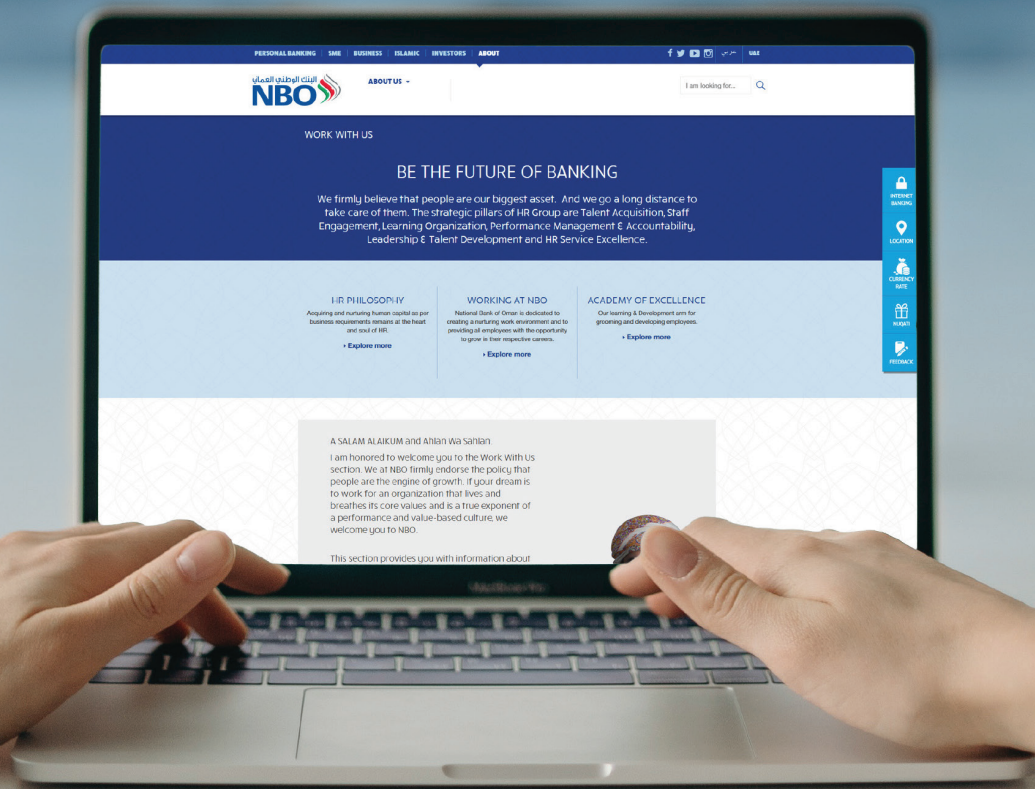 PERSONAL BANKING SME BUSINESS ISLAMIC INVESTORS ABOUT
UAE
البنك الوطني العماني
NBO
ABOUT US
I am looking for...
WORK WITH US
BE THE FUTURE OF BANKING
We firmly believe that people are our biggest asset. And we go a long distance to
take care of them. The strategic pillars of HR Group are Talent Acquisition, Staff
Engagement, Learning Organization, Performance Management & Accountability,
Leadership & Talent Development and HR Service Excellence.
INTERNET
BANKING
LOCATION
CURRENCY
RATE
NUQATI
FEEDBACK
HR PHILOSOPHY
Acquiring and nurturing human capital as per
business requirements remains at the heart
and soul of HR.
Explore more
WORKING AT NBO
National Bank of Oman is dedicated to
creating a nurturing work environment and to
providing all employees with the opportunity
to grow in their respective careers.
Explore more
ACADEMY OF EXCELLENCE
Our learning & Development arm for
grooming and developing employees.
Explore more
A SALAM ALAIKUM and Ahlan Wa Sahlan
I am honored to welcome you to the Work With Us
section. We at NBO firmly endorse the policy that
people are the engine of growth. If your dream is
to work for an organization that lives and
breathes its core values and is a true exponent of
a performance and value-based culture, we
welcome you to NBO.
This section provides you with information about